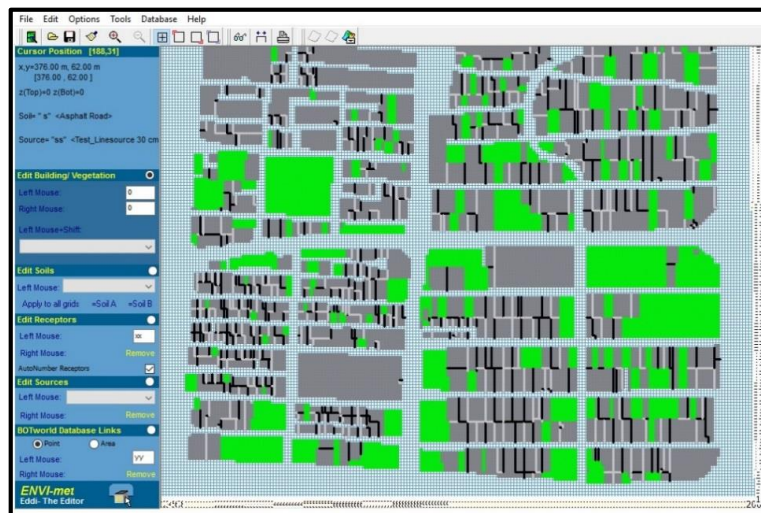 File Edit Options Tools Database Help
Cursor Position [188,31]
x,y=376.00 m, 62.00 m
[376.00 , 62.00 ]
z(Top)=0 z(Bot)=0
Soil= " s" <Asphalt Road>
Source= "ss" <Test_Linesource 30 cm
Edit Building/ Vegetation
Left Mouse: 0
Right Mouse: 0
Left Mouse+Shift:
Edit Soils
Left Mouse:
Apply to all grids: =Soil A =Soil B
Edit Receptors
Left Mouse: xx
Right Mouse: Remove
AutoNumber Receptors
Edit Sources
Left Mouse:
Right Mouse: Remove
BOTworld Database Links
Point Area
Left Mouse: yy
Right Mouse: Remove
ENVI-met
Eddi- The Editor